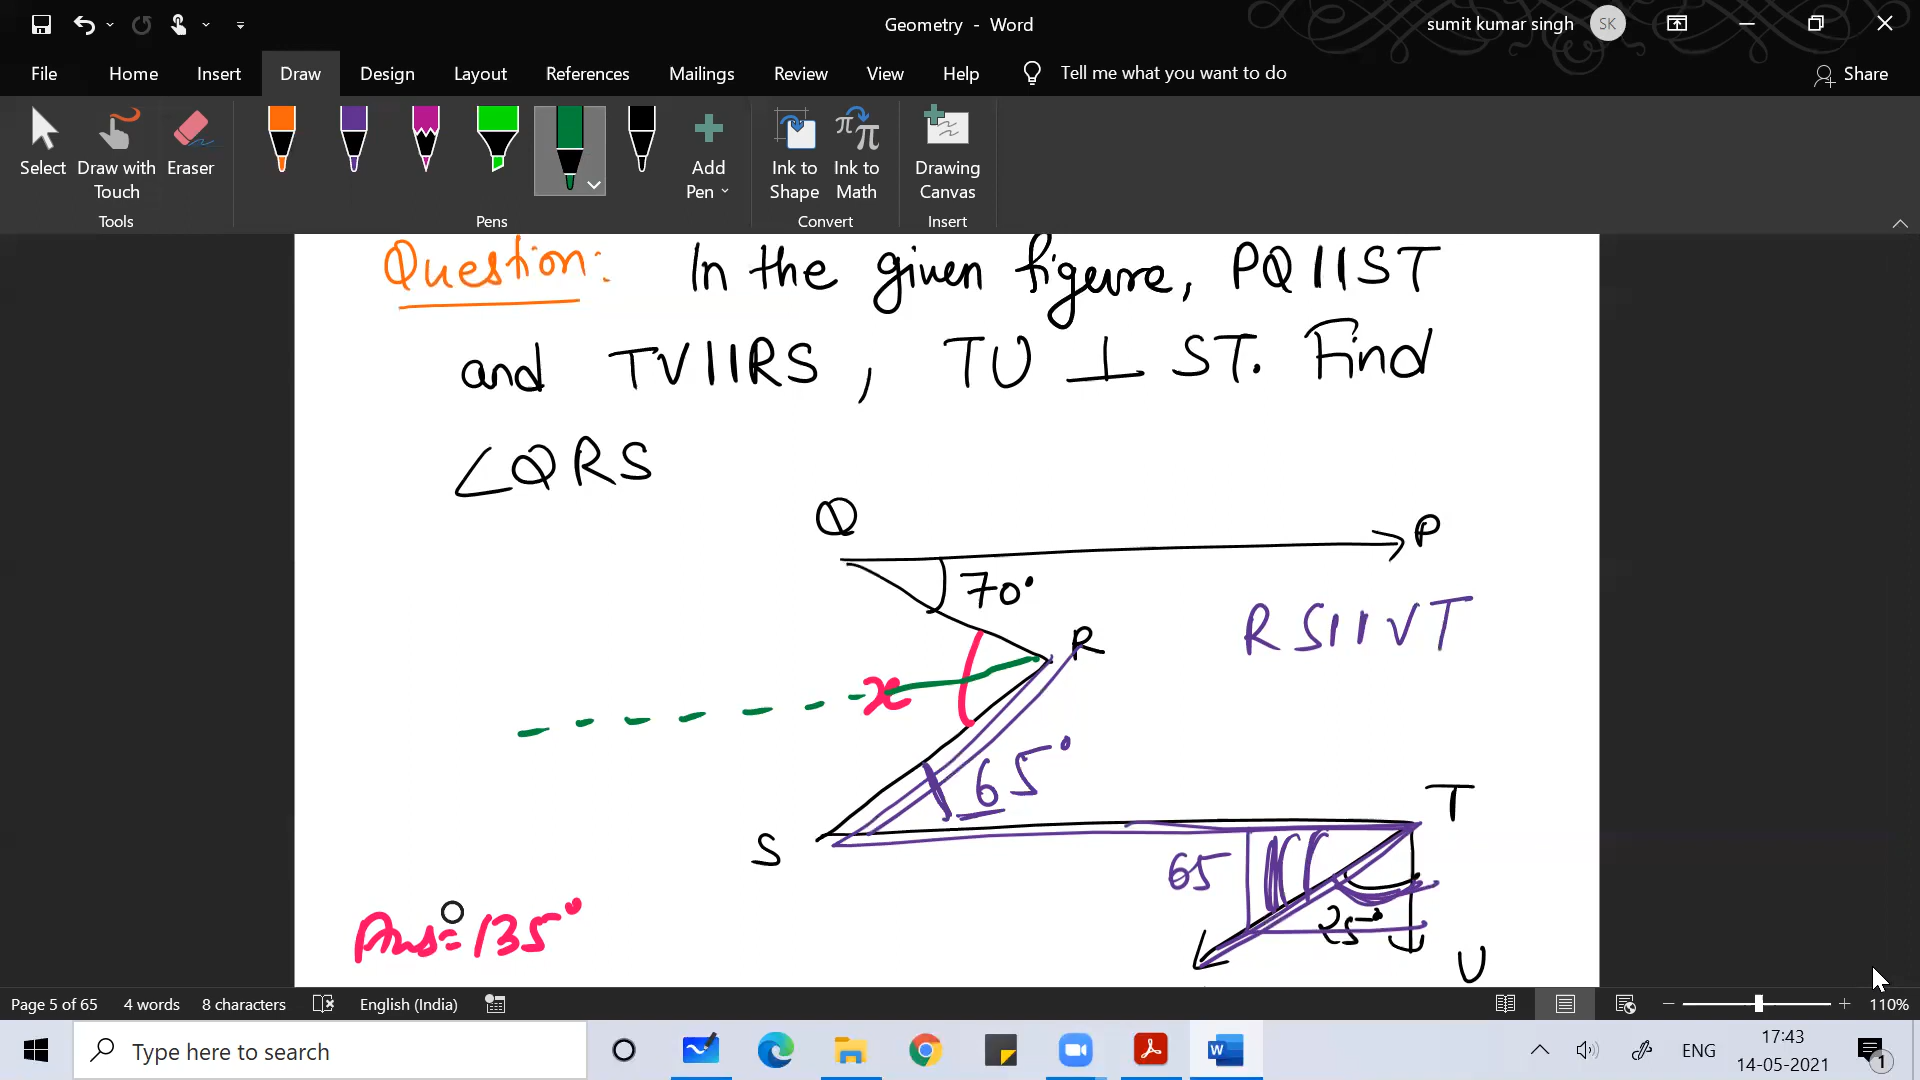 Geometry - Word
sumit kumar singh SK
File Home Insert Draw Design Layout References Mailings Review View Help Tell me what you want to do Share
Select Draw with Touch Eraser Add Pen Ink to Shape Ink to Math Drawing Canvas
Tools Pens Convert Insert
Question: In the given figure, PQ||ST
and TV||RS, TU ⊥ ST. Find
∠QRS
Q P
70°
R RS||VT
x
65°
S T
65
25°
Ans = 135° U
Page 5 of 65 4 words 8 characters English (India) 110%
Type here to search ENG 17:43
14-05-2021 1